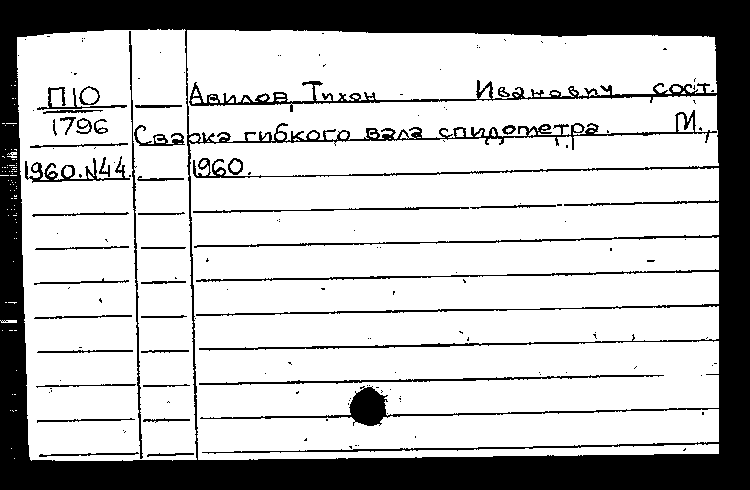 П10 Авилов, Тихон Иванович, сост.
1796 Сварка гибкого вала спидометра. М.,
1960.N44. 1960.